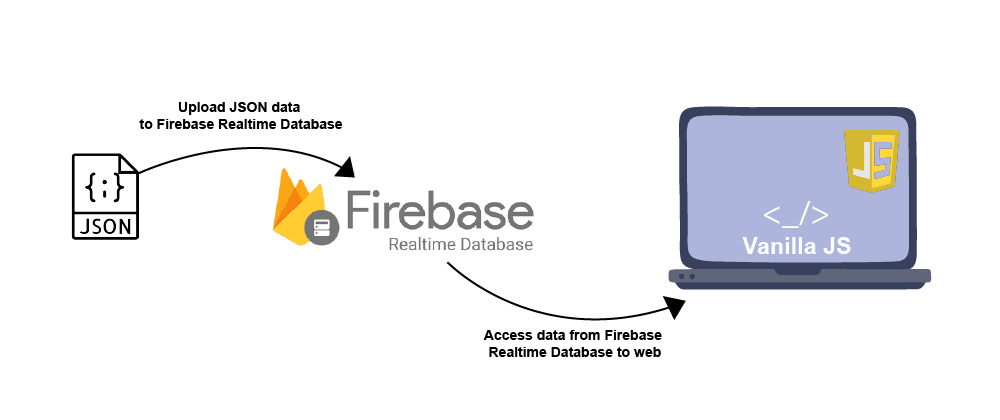 Upload JSON data
to Firebase Realtime Database
{;}
JSON
Firebase
Realtime Database
JS
<_/>
Vanilla JS
Access data from Firebase
Realtime Database to web